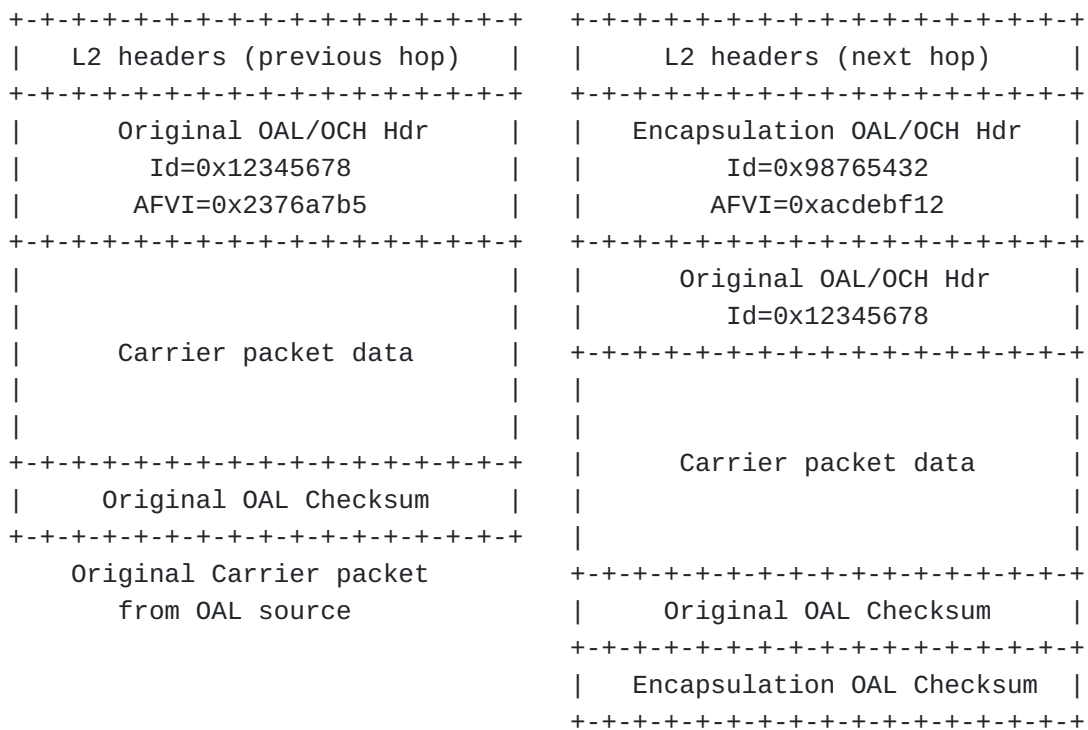 +-+-+-+-+-+-+-+-+-+-+-+-+-+-+-+-+   +-+-+-+-+-+-+-+-+-+-+-+-+-+-+-+-+
|   L2 headers (previous hop)   |   |     L2 headers (next hop)     |
+-+-+-+-+-+-+-+-+-+-+-+-+-+-+-+-+   +-+-+-+-+-+-+-+-+-+-+-+-+-+-+-+-+
|      Original OAL/OCH Hdr     |   |   Encapsulation OAL/OCH Hdr   |
|        Id=0x12345678          |   |         Id=0x98765432         |
|       AFVI=0x2376a7b5         |   |        AFVI=0xacdebf12        |
+-+-+-+-+-+-+-+-+-+-+-+-+-+-+-+-+   +-+-+-+-+-+-+-+-+-+-+-+-+-+-+-+-+
|                               |   |      Original OAL/OCH Hdr     |
|                               |   |         Id=0x12345678         |
|      Carrier packet data      |   +-+-+-+-+-+-+-+-+-+-+-+-+-+-+-+-+
|                               |   |                               |
|                               |   |                               |
+-+-+-+-+-+-+-+-+-+-+-+-+-+-+-+-+   |      Carrier packet data      |
|     Original OAL Checksum     |   |                               |
+-+-+-+-+-+-+-+-+-+-+-+-+-+-+-+-+   |                               |
    Original Carrier packet         +-+-+-+-+-+-+-+-+-+-+-+-+-+-+-+-+
       from OAL source              |     Original OAL Checksum     |
                                    +-+-+-+-+-+-+-+-+-+-+-+-+-+-+-+-+
                                    |   Encapsulation OAL Checksum  |
                                    +-+-+-+-+-+-+-+-+-+-+-+-+-+-+-+-+